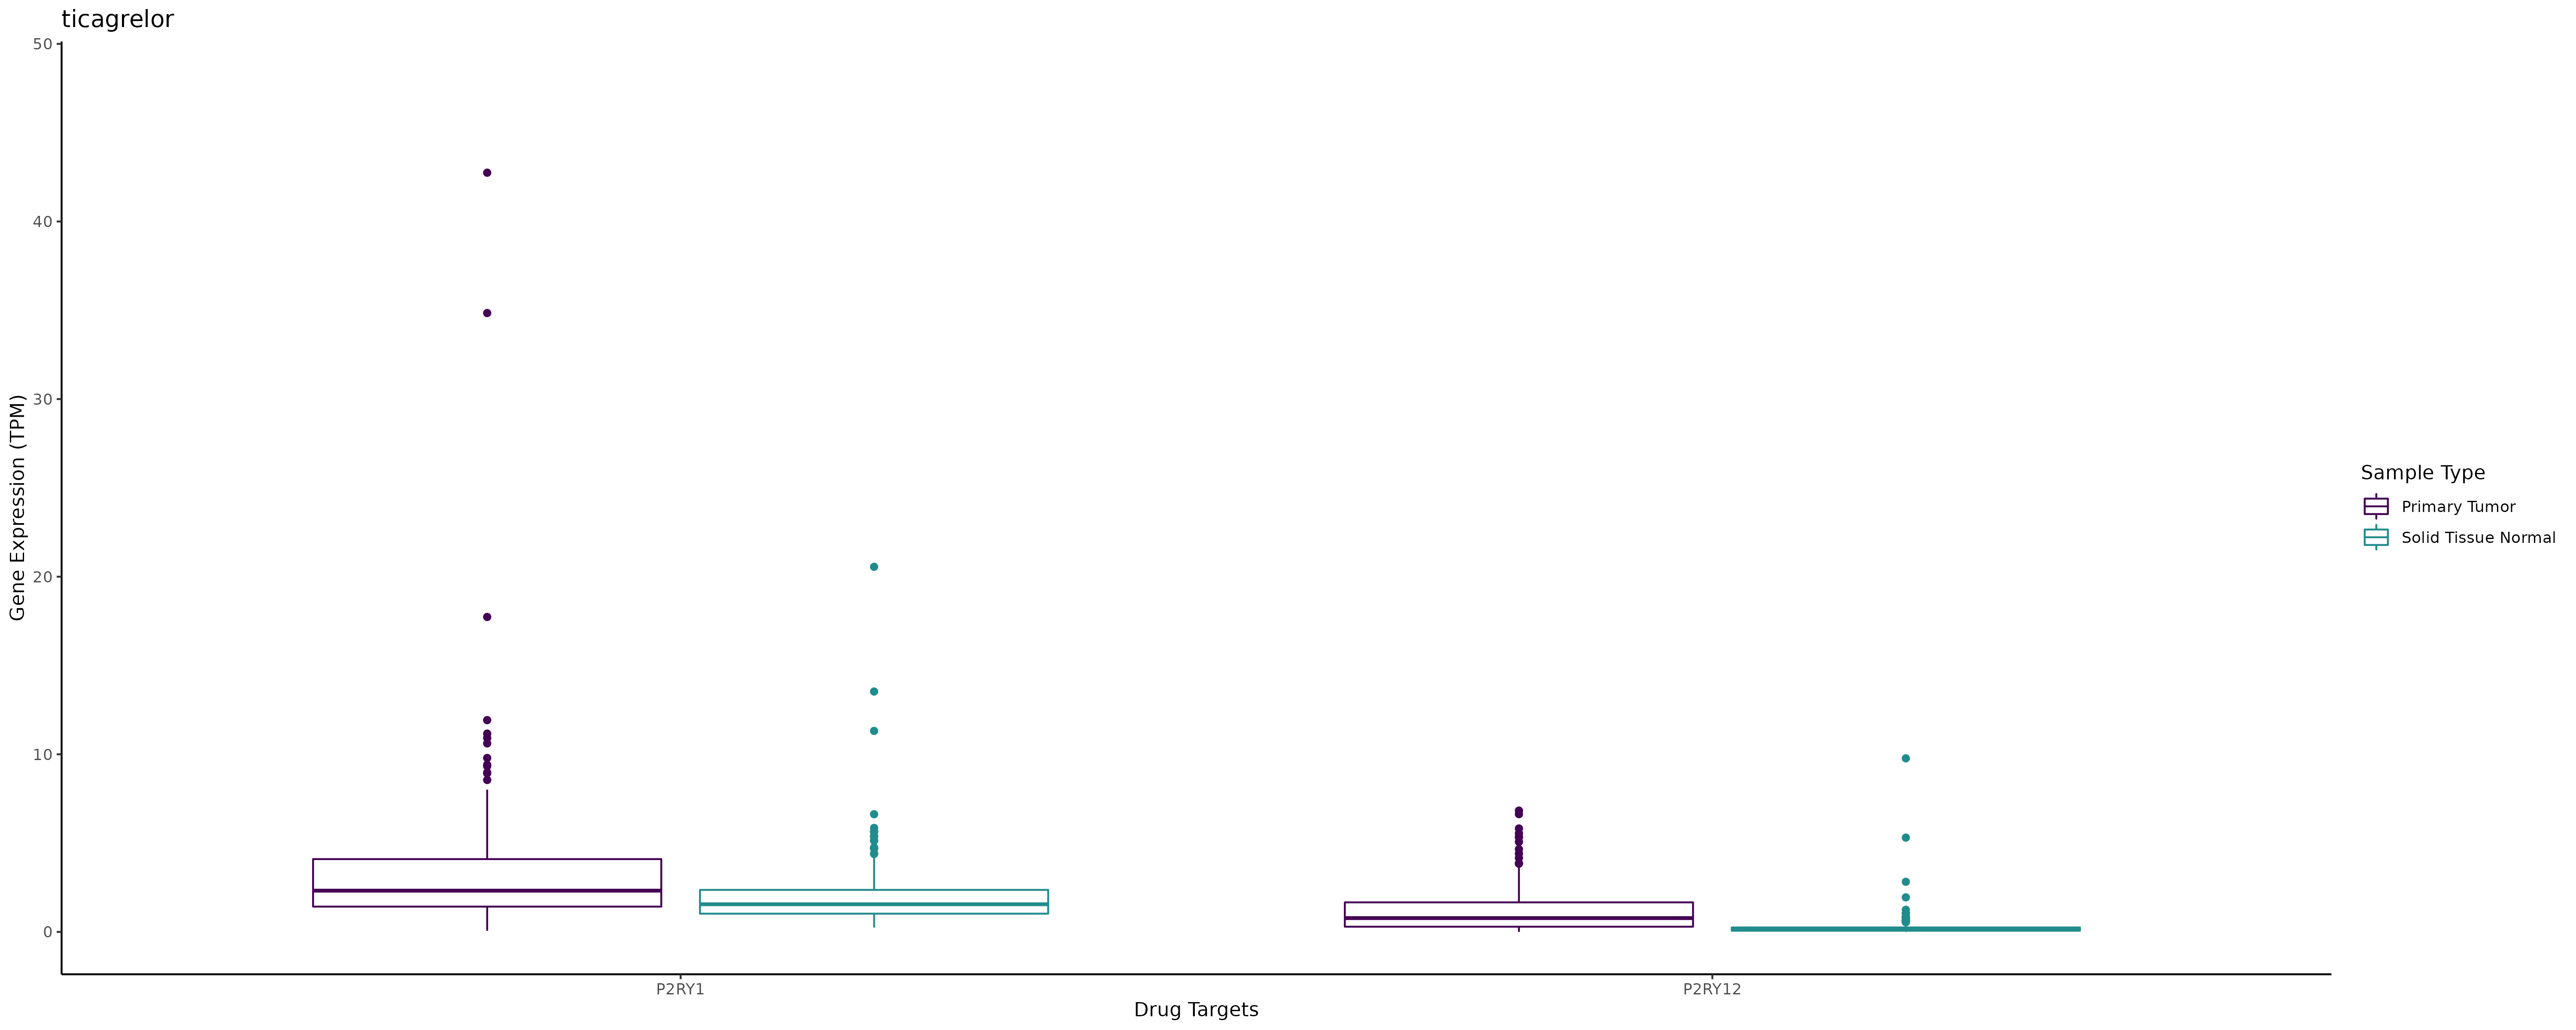 ticagrelor
50
40
30
20
10
0
Gene Expression (TPM)
P2RY1
P2RY12
Drug Targets
Sample Type
Primary Tumor
Solid Tissue Normal